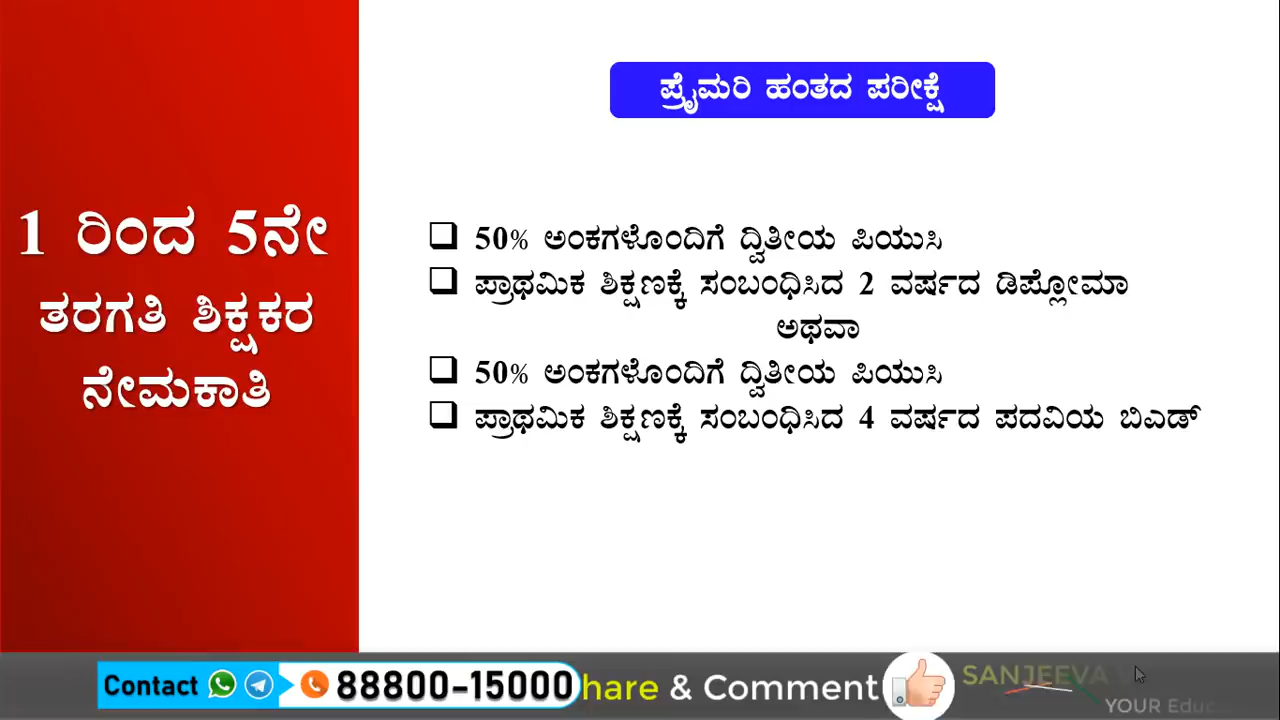 ಪ್ರೈಮರಿ ಹಂತದ ಪರೀಕ್ಷೆ
1 ರಿಂದ 5ನೇ
ತರಗತಿ ಶಿಕ್ಷಕರ
ನೇಮಕಾತಿ
50% ಅಂಕಗಳೊಂದಿಗೆ ದ್ವಿತೀಯ ಪಿಯುಸಿ
ಪ್ರಾಥಮಿಕ ಶಿಕ್ಷಣಕ್ಕೆ ಸಂಬಂಧಿಸಿದ 2 ವರ್ಷದ ಡಿಪ್ಲೋಮಾ
ಅಥವಾ
50% ಅಂಕಗಳೊಂದಿಗೆ ದ್ವಿತೀಯ ಪಿಯುಸಿ
ಪ್ರಾಥಮಿಕ ಶಿಕ್ಷಣಕ್ಕೆ ಸಂಬಂಧಿಸಿದ 4 ವರ್ಷದ ಪದವಿಯ ಬಿಎಡ್
Contact 88800-15000 hare & Comment SANJEEVA
YOUR